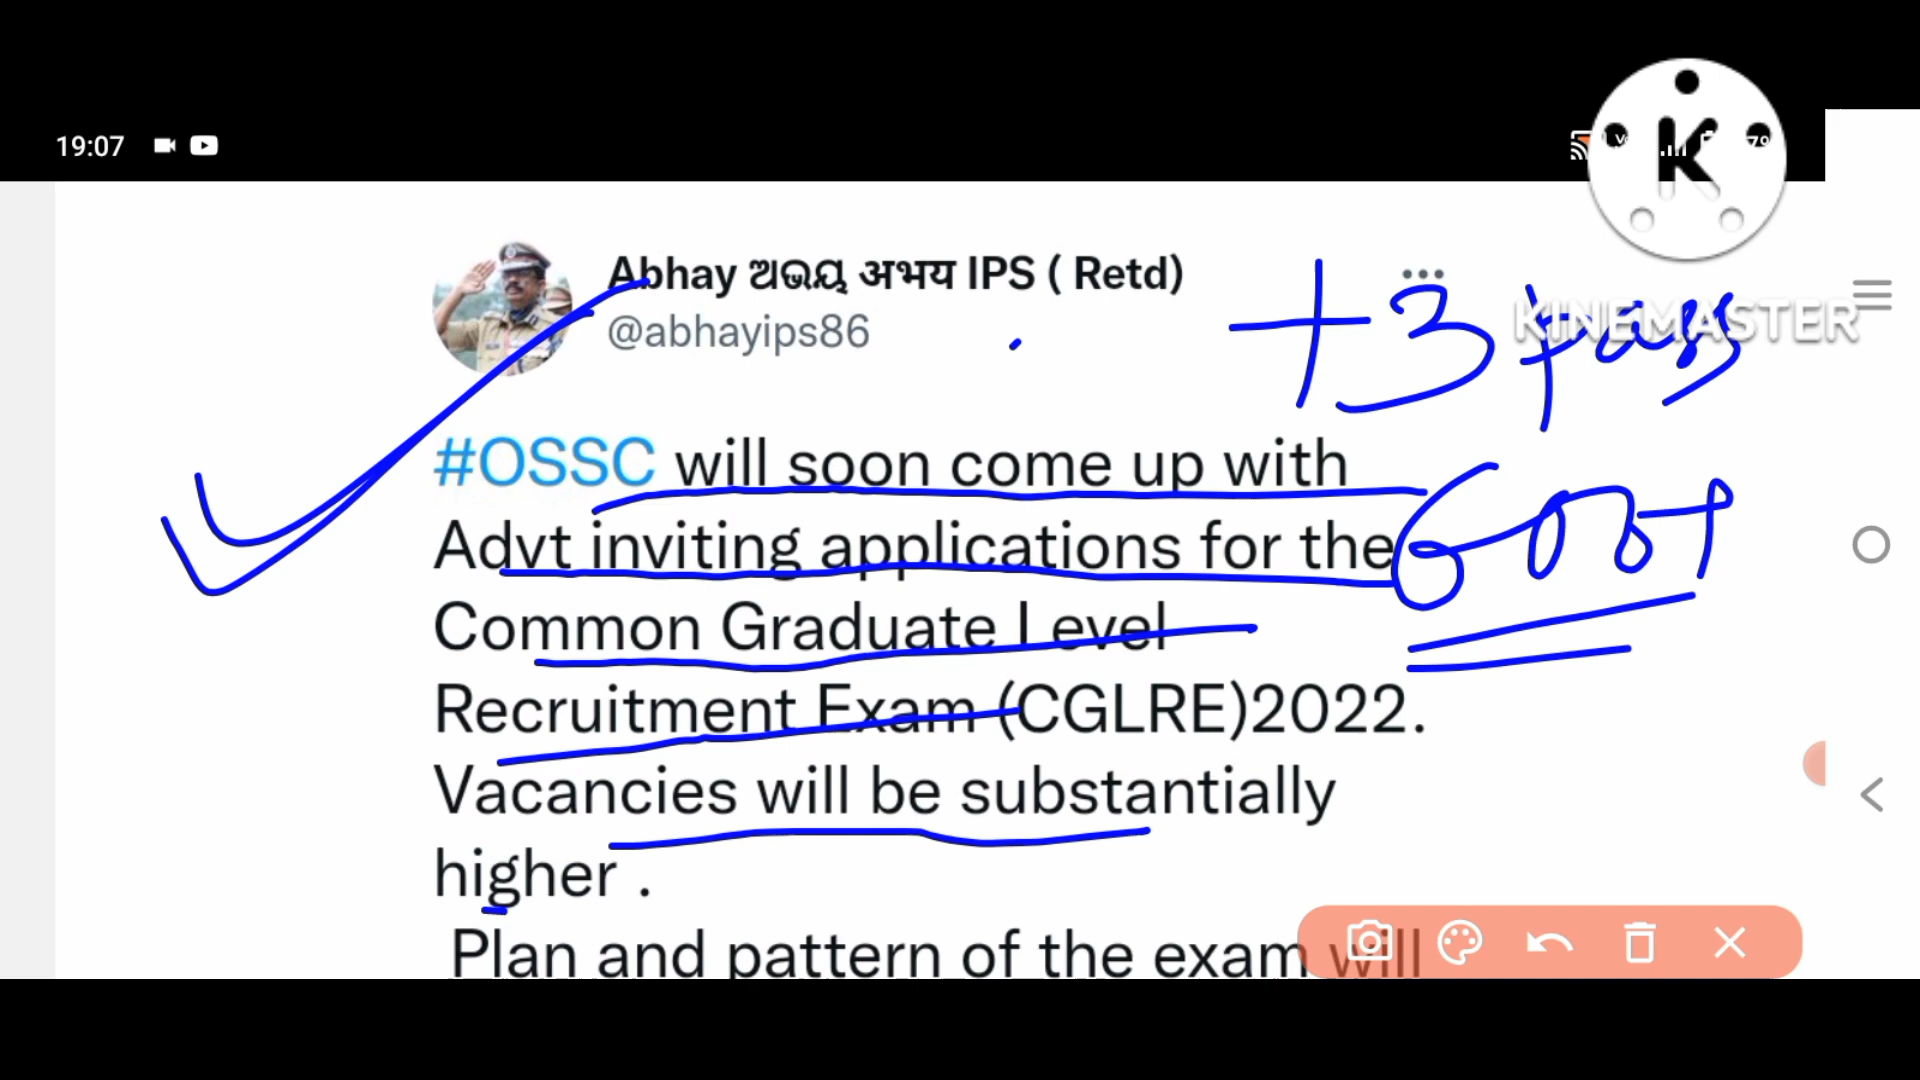 19:07
Abhay ଅଭୟ अभय IPS ( Retd)
@abhayips86
+3 pass
KINEMASTER
#OSSC will soon come up with
Advt inviting applications for the
Common Graduate Level
Recruitment Exam (CGLRE)2022.
Vacancies will be substantially
higher .
Plan and pattern of the exam will